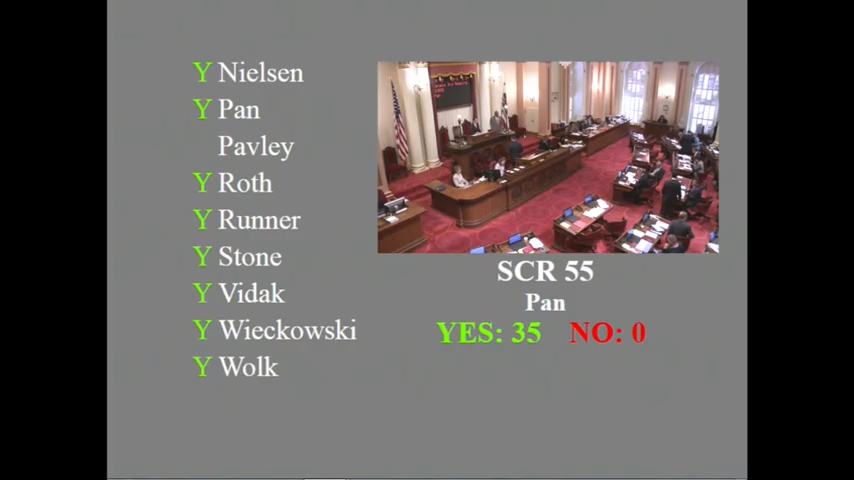 Y Nielsen
Y Pan
Pavley
Y Roth
Y Runner
Y Stone
Y Vidak
Y Wieckowski
Y Wolk
SCR 55
Pan
YES: 35 NO: 0